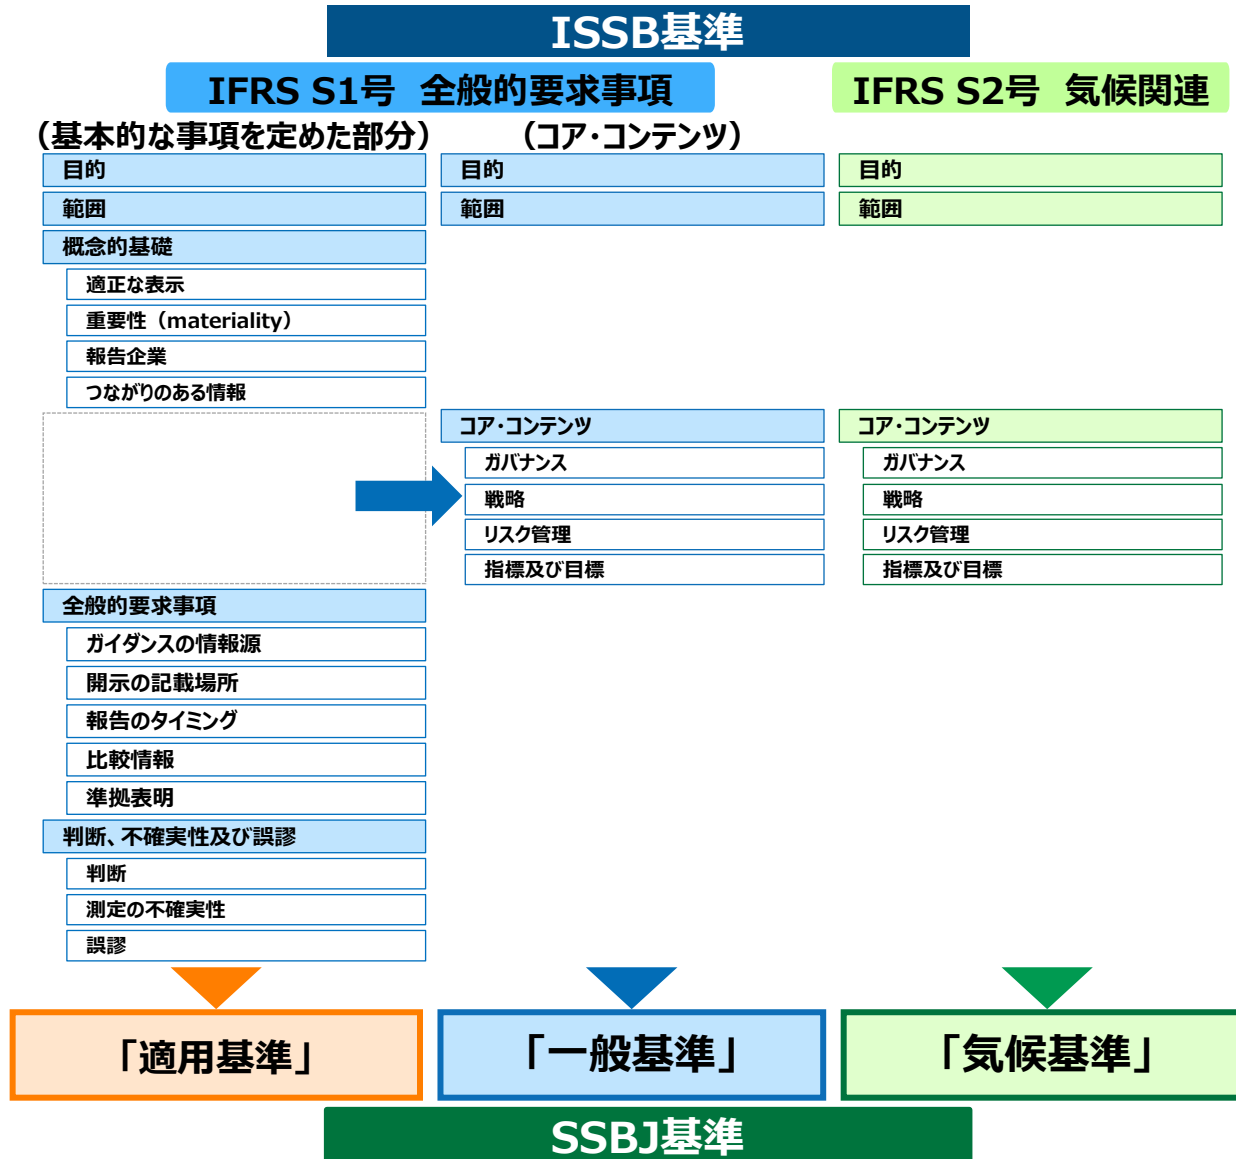 ISSB基準
IFRS S1号 全般的要求事項
IFRS S2号 気候関連
（基本的な事項を定めた部分）
（コア・コンテンツ）
目的
範囲
概念的基礎
適正な表示
重要性（materiality）
報告企業
つながりのある情報
全般的要求事項
ガイダンスの情報源
開示の記載場所
報告のタイミング
比較情報
準拠表明
判断、不確実性及び誤謬
判断
測定の不確実性
誤謬
目的
範囲
コア・コンテンツ
ガバナンス
戦略
リスク管理
指標及び目標
目的
範囲
コア・コンテンツ
ガバナンス
戦略
リスク管理
指標及び目標
「適用基準」
「一般基準」
「気候基準」
SSBJ基準